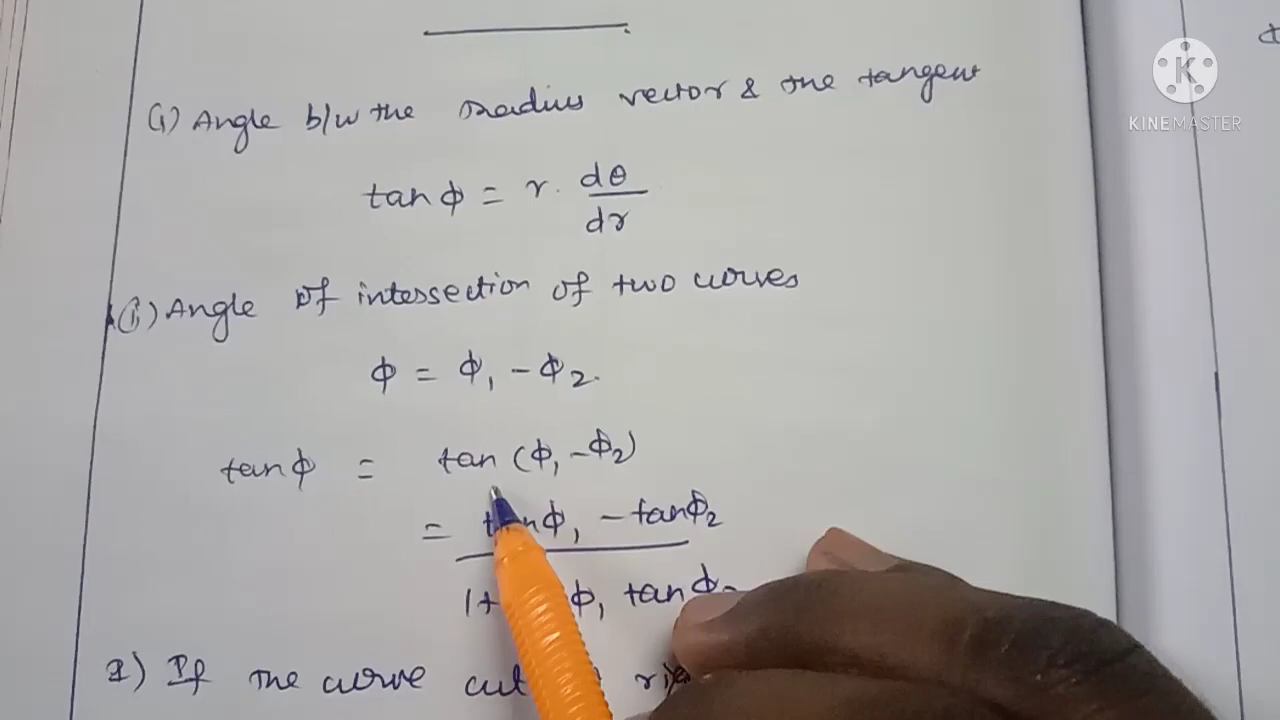 (i) Angle b/w the radius vector & the tangent
tan ϕ = r. dθ/dr
(ii) Angle of intersection of two curves
ϕ = ϕ₁ - ϕ₂.
tan ϕ = tan (ϕ₁ - ϕ₂)
= tan ϕ₁ - tan ϕ₂
1+ ϕ₁ tan ϕ₂
2) If the curve cut
KINEMASTER